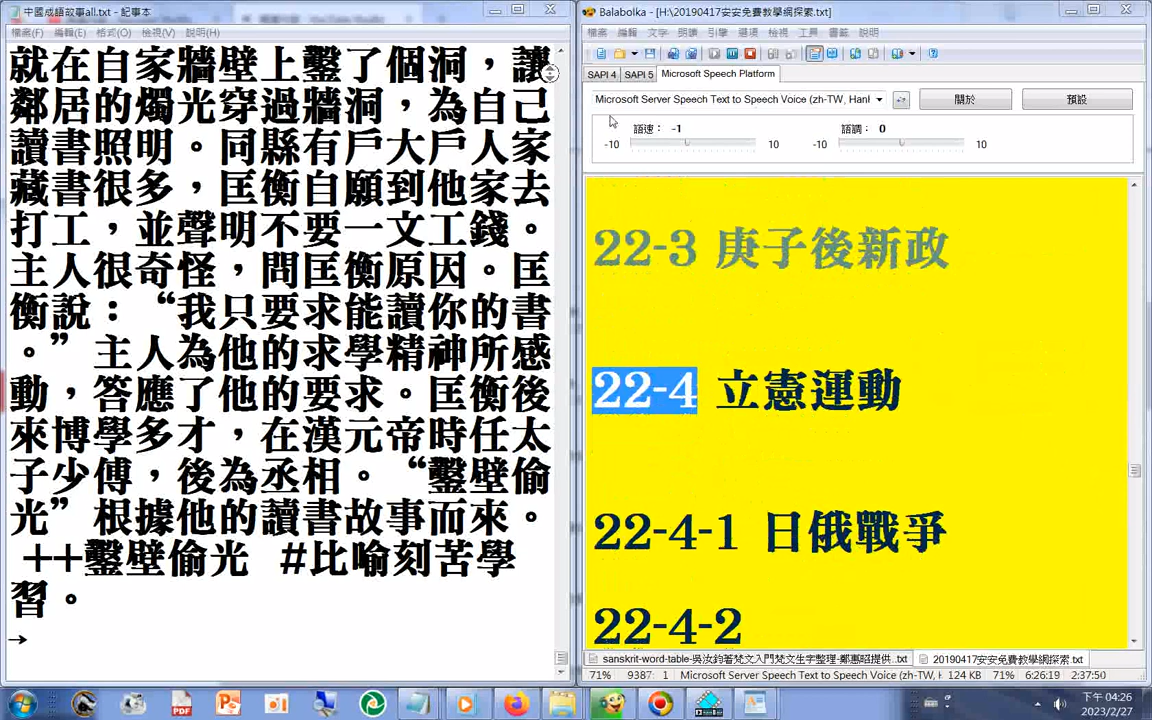 中國成語故事all.txt - 記事本
檔案(F) 編輯(E) 格式(O) 檢視(V) 說明(H)
就在自家牆壁上鑿了個洞，讓
鄰居的燭光穿過牆洞，為自己
讀書照明。同縣有戶大戶人家
藏書很多，匡衡自願到他家去
打工，並聲明不要一文工錢。
主人很奇怪，問匡衡原因。匡
衡說：“我只要求能讀你的書
。”主人為他的求學精神所感
動，答應了他的要求。匡衡後
來博學多才，在漢元帝時任太
子少傅，後為丞相。“鑿壁偷
光”根據他的讀書故事而來。
++鑿壁偷光 #比喻刻苦學
習。
→
Balabolka - [H:\20190417安安免費教學網探索.txt]
檔案 編輯 文字 朗讀 引擎 選項 檢視 工具 書籤 說明
SAPI 4 SAPI 5 Microsoft Speech Platform
Microsoft Server Speech Text to Speech Voice (zh-TW, Hanl 關於 預設
語速： -1 語調： 0
-10 10 -10 10
22-3 庚子後新政
22-4 立憲運動
22-4-1 日俄戰爭
22-4-2
sanskrit-word-table-吳汝鈞著梵文入門梵文生字整理-鄭惠昭提供...txt 20190417安安免費教學網探索.txt
71% 9387: 1 Microsoft Server Speech Text to Speech Voice (zh-TW, H 124 KB 71% 6:26:19 2:37:50
下午 04:26
2023/2/27